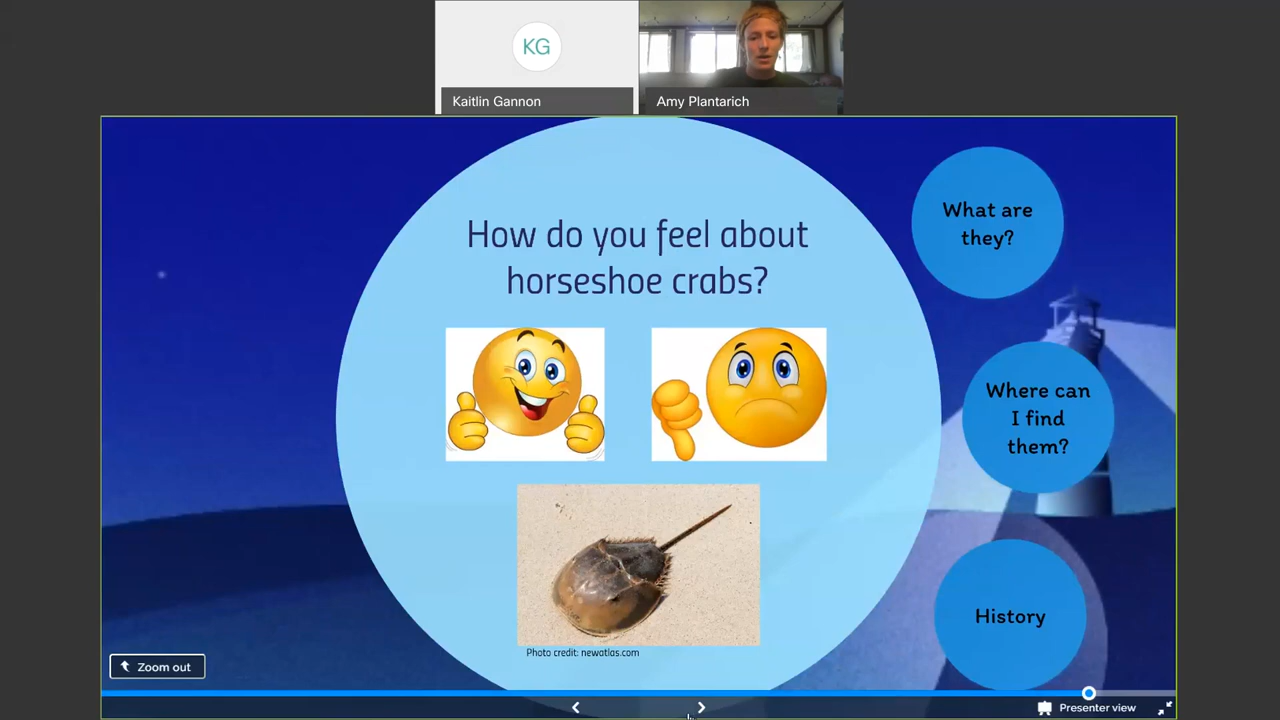 KG
Kaitlin Gannon
Amy Plantarich
How do you feel about
horseshoe crabs?
Photo credit: newatlas.com
What are
they?
Where can
I find
them?
History
Zoom out
Presenter view